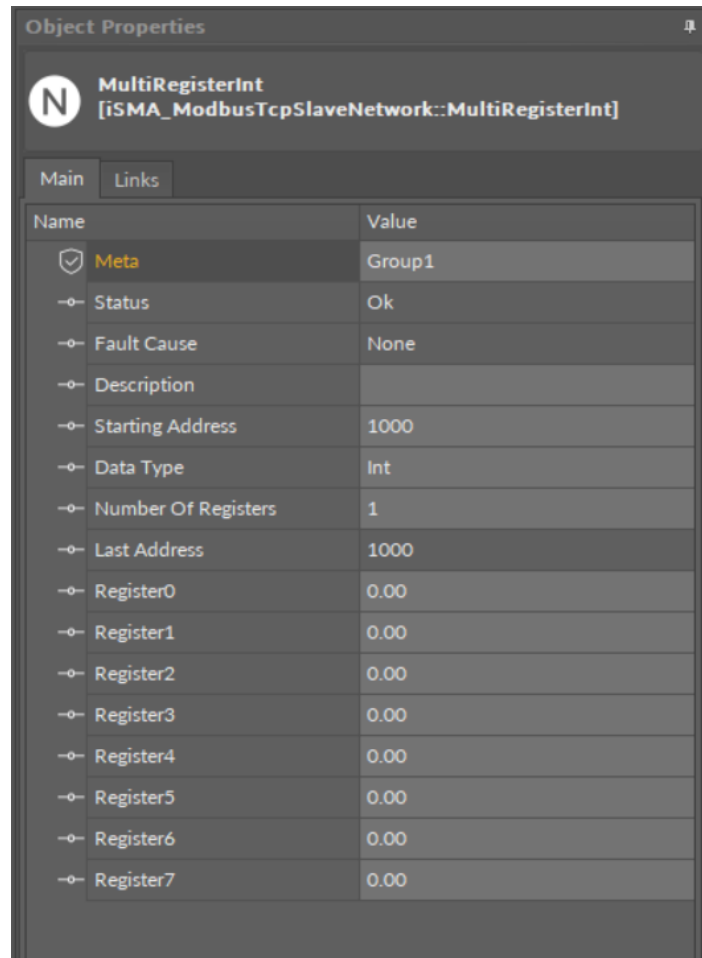 Object Properties
N
MultiRegisterInt
[iSMA_ModbusTcpSlaveNetwork::MultiRegisterInt]
Main Links
Name Value
Meta Group1
Status Ok
Fault Cause None
Description
Starting Address 1000
Data Type Int
Number Of Registers 1
Last Address 1000
Register0 0.00
Register1 0.00
Register2 0.00
Register3 0.00
Register4 0.00
Register5 0.00
Register6 0.00
Register7 0.00